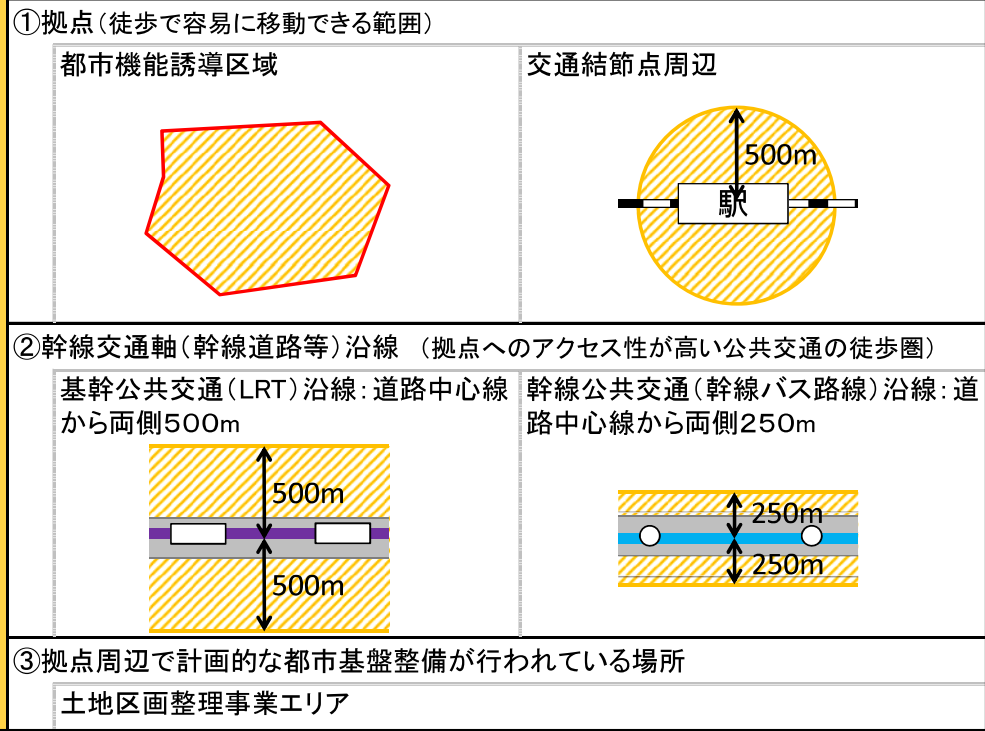 ①拠点（徒歩で容易に移動できる範囲）
都市機能誘導区域
交通結節点周辺
500m
駅
②幹線交通軸（幹線道路等）沿線　（拠点へのアクセス性が高い公共交通の徒歩圏）
基幹公共交通（LRT）沿線：道路中心線
から両側５００m
500m
500m
幹線公共交通（幹線バス路線）沿線：道
路中心線から両側２５０m
250m
250m
③拠点周辺で計画的な都市基盤整備が行われている場所
土地区画整理事業エリア